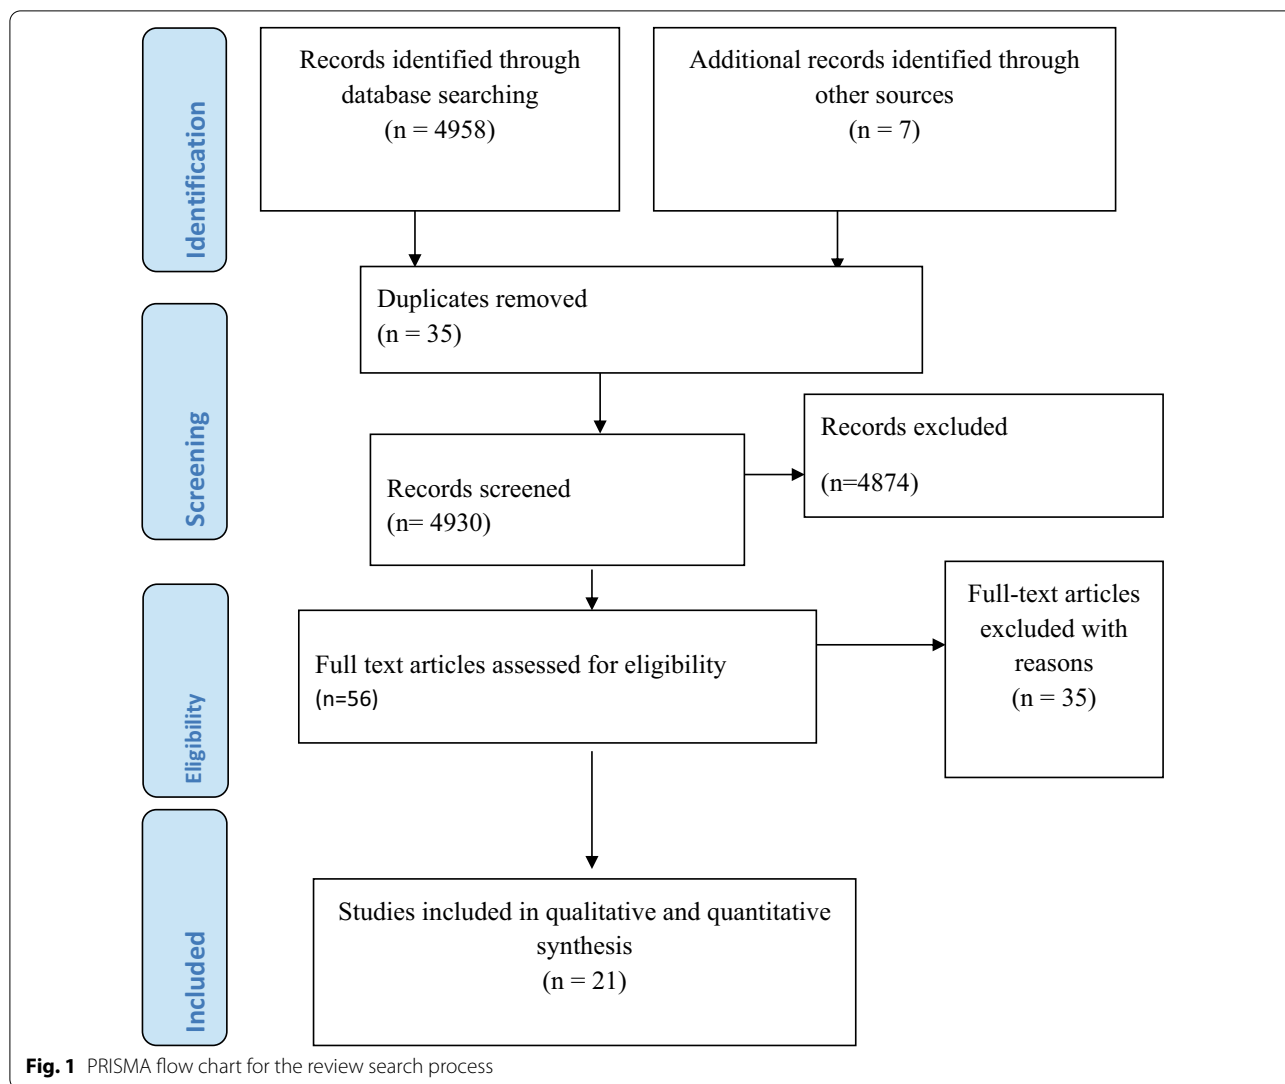 Identification
Records identified through
database searching
(n = 4958)
Additional records identified through
other sources
(n = 7)
Duplicates removed
(n = 35)
Screening
Records screened
(n= 4930)
Records excluded
(n=4874)
Eligibility
Full text articles assessed for eligibility
(n=56)
Full-text articles
excluded with
reasons
(n = 35)
Included
Studies included in qualitative and quantitative
synthesis
(n = 21)
Fig. 1 PRISMA flow chart for the review search process